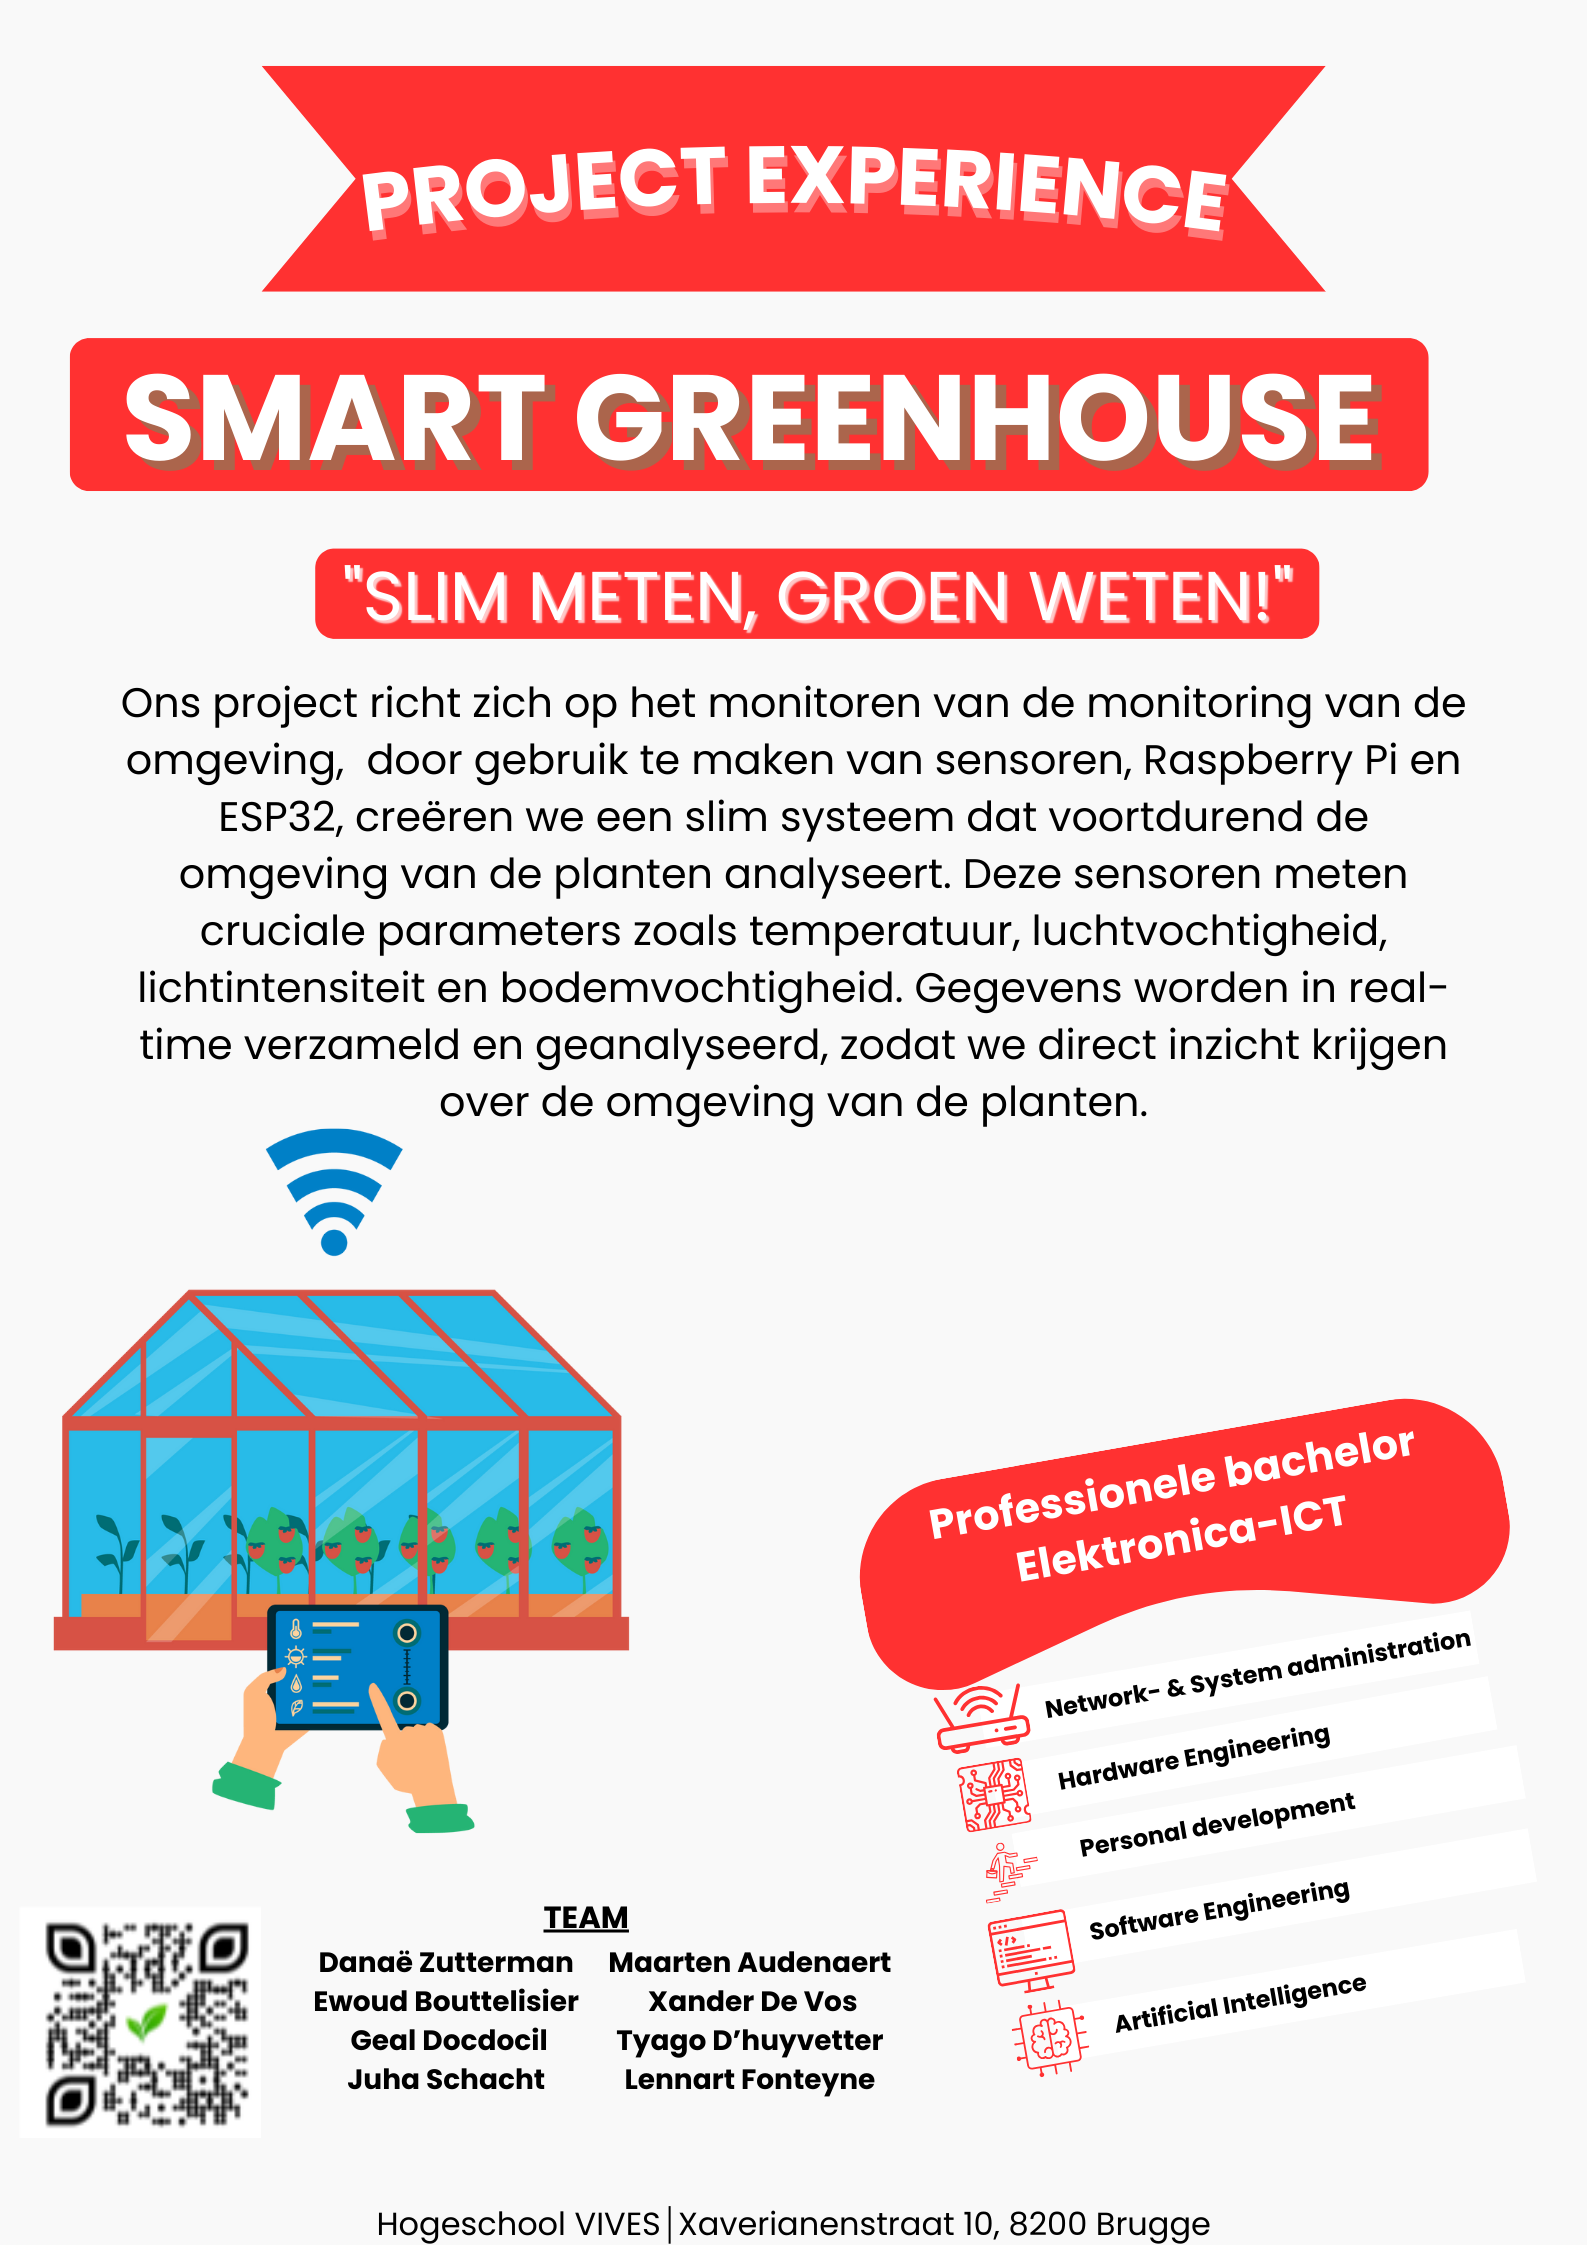 PROJECT EXPERIENCE
SMART GREENHOUSE
"SLIM METEN, GROEN WETEN!"
Ons project richt zich op het monitoren van de monitoring van de
omgeving,  door gebruik te maken van sensoren, Raspberry Pi en
ESP32, creëren we een slim systeem dat voortdurend de
omgeving van de planten analyseert. Deze sensoren meten
cruciale parameters zoals temperatuur, luchtvochtigheid,
lichtintensiteit en bodemvochtigheid. Gegevens worden in real-
time verzameld en geanalyseerd, zodat we direct inzicht krijgen
over de omgeving van de planten.
Professionele bachelor
Elektronica-ICT
Network- & System administration
Hardware Engineering
Personal development
Software Engineering
Artificial Intelligence
TEAM
Danaë Zutterman
Ewoud Bouttelisier
Geal Docdocil
Juha Schacht
Maarten Audenaert
Xander De Vos
Tyago D’huyvetter
Lennart Fonteyne
Hogeschool VIVES|Xaverianenstraat 10, 8200 Brugge